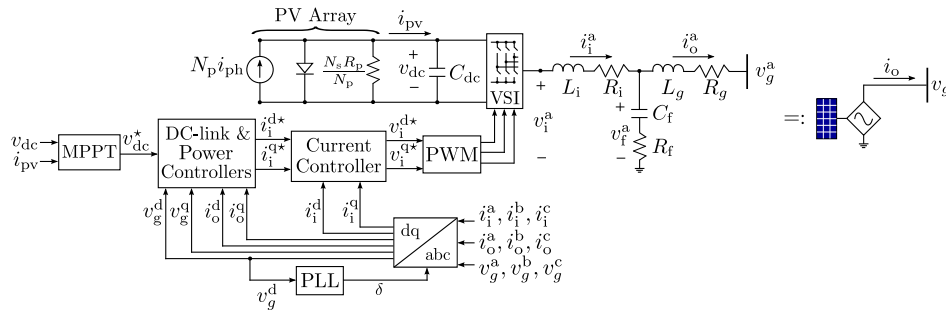 PV Array
i_pv
N_p i_ph
N_s R_p / N_p
+ v_dc −
C_dc
VSI
+ v_i^a −
i_i^a
L_i
R_i
i_o^a
L_g
R_g
v_g^a
+ v_f^a −
C_f
R_f
=:
i_o
v_g
v_dc
i_pv
MPPT
v_dc^⋆
DC-link &
Power
Controllers
i_i^d⋆
i_i^q⋆
Current
Controller
v_i^d⋆
v_i^q⋆
PWM
v_g^d v_g^q i_o^d i_o^q
i_i^d i_i^q
dq
abc
i_i^a, i_i^b, i_i^c
i_o^a, i_o^b, i_o^c
v_g^a, v_g^b, v_g^c
v_g^d
PLL
δ